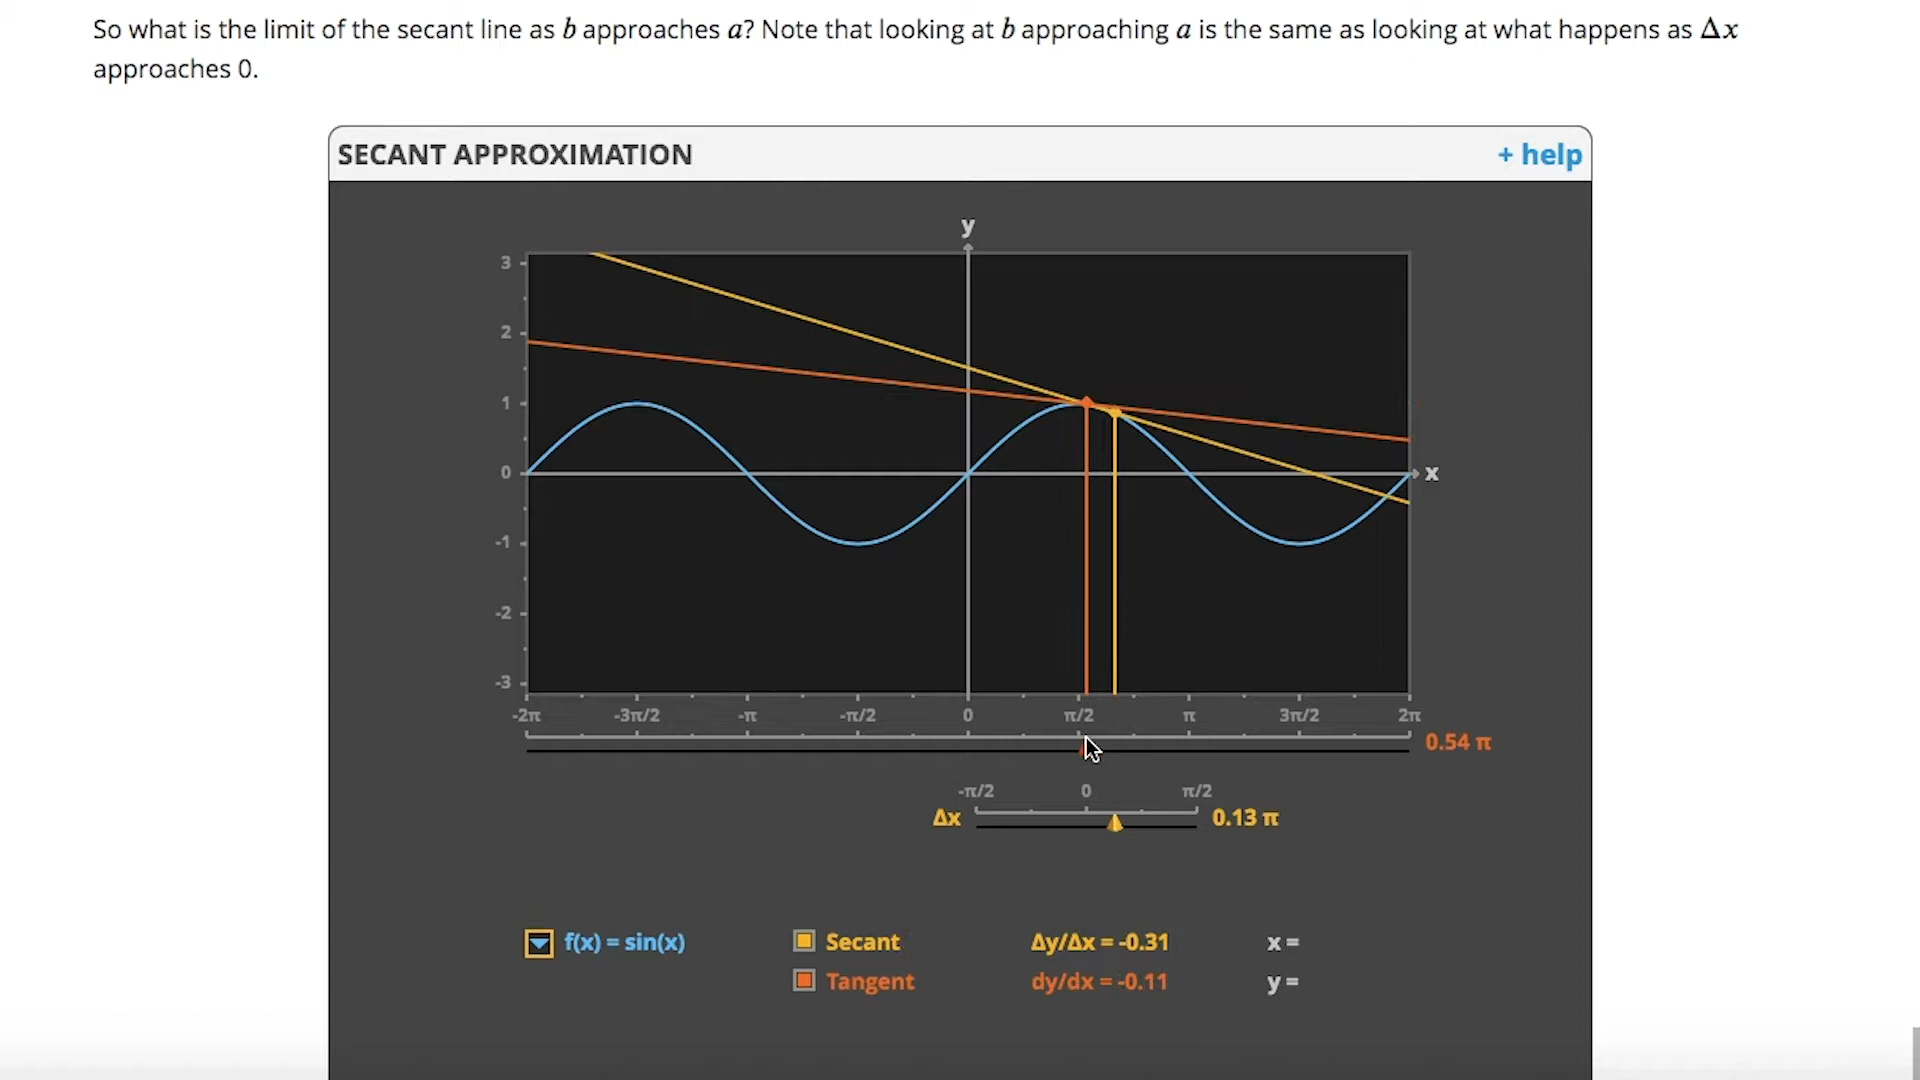 So what is the limit of the secant line as b approaches a? Note that looking at b approaching a is the same as looking at what happens as Δx
approaches 0.
SECANT APPROXIMATION
+ help
y
3
2
1
0
-1
-2
-3
x
-2π -3π/2 -π -π/2 0 π/2 π 3π/2 2π
0.54 π
-π/2 0 π/2
Δx 0.13 π
f(x) = sin(x) Secant Δy/Δx = -0.31 x =
Tangent dy/dx = -0.11 y =